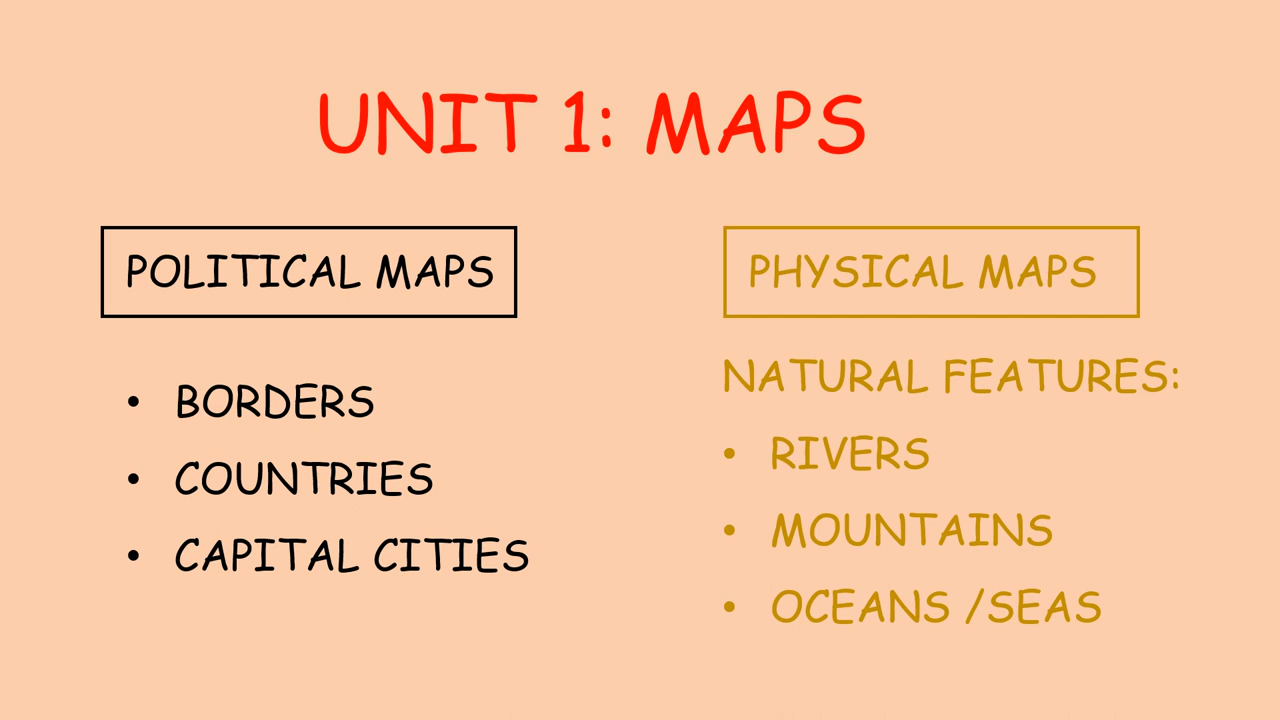 UNIT 1: MAPS
POLITICAL MAPS
• BORDERS
• COUNTRIES
• CAPITAL CITIES
PHYSICAL MAPS
NATURAL FEATURES:
• RIVERS
• MOUNTAINS
• OCEANS /SEAS